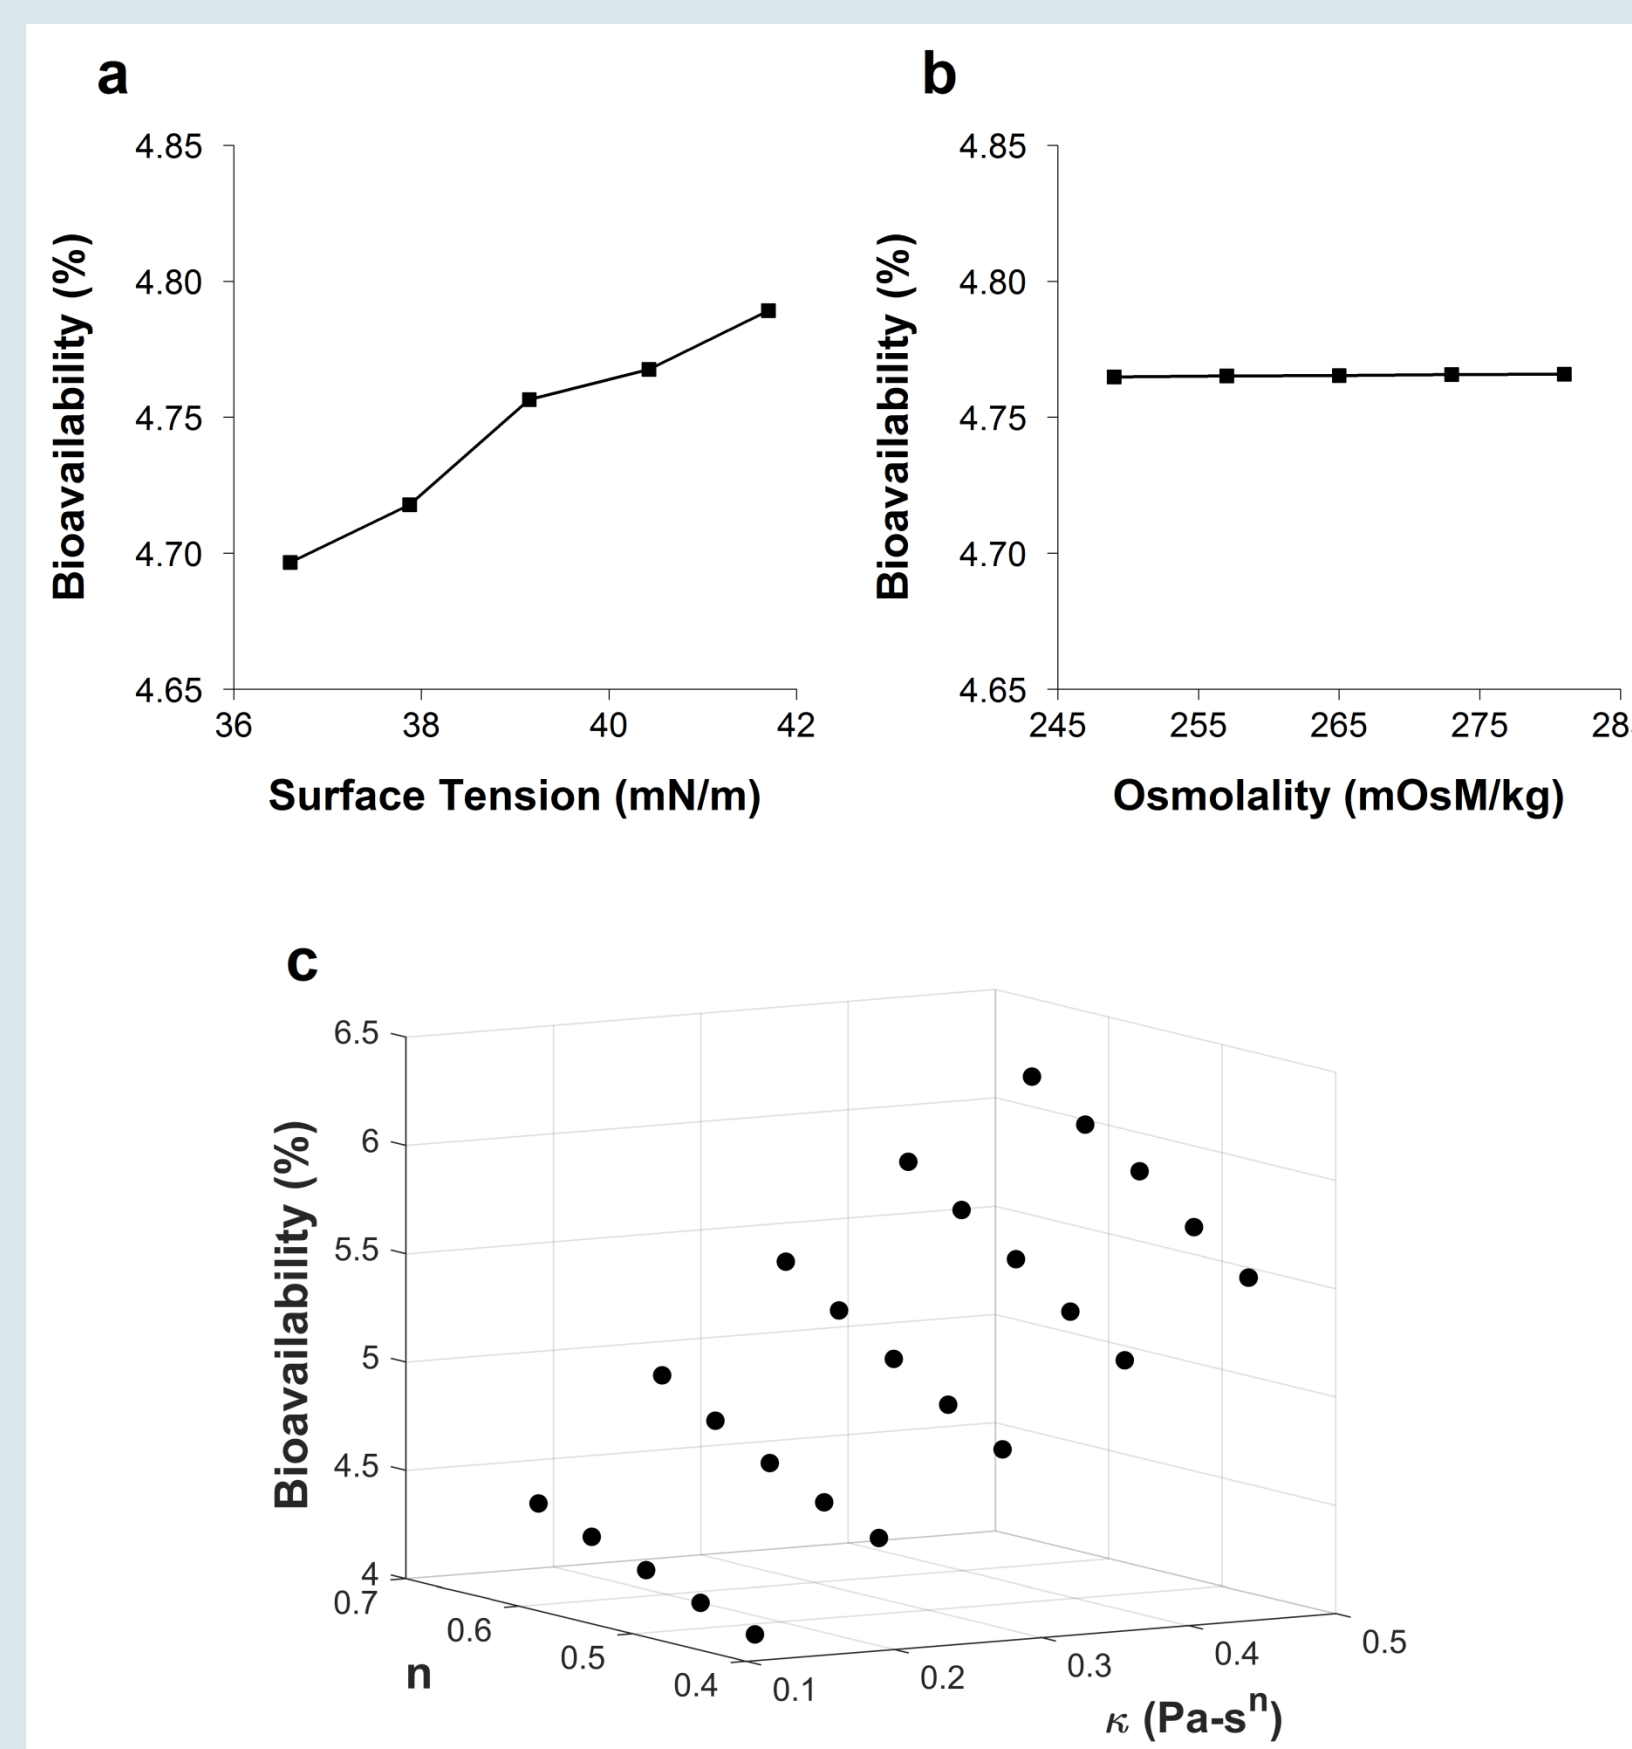 a
4.85
4.80
4.75
4.70
4.65
Bioavailability (%)
36 38 40 42
Surface Tension (mN/m)
b
4.85
4.80
4.75
4.70
4.65
Bioavailability (%)
245 255 265 275
Osmolality (mOsM/kg)
c
6.5
6
5.5
5
4.5
4
Bioavailability (%)
0.7
0.6
0.5
0.4
n
0.1
0.2
0.3
0.4
0.5
κ (Pa-sⁿ)